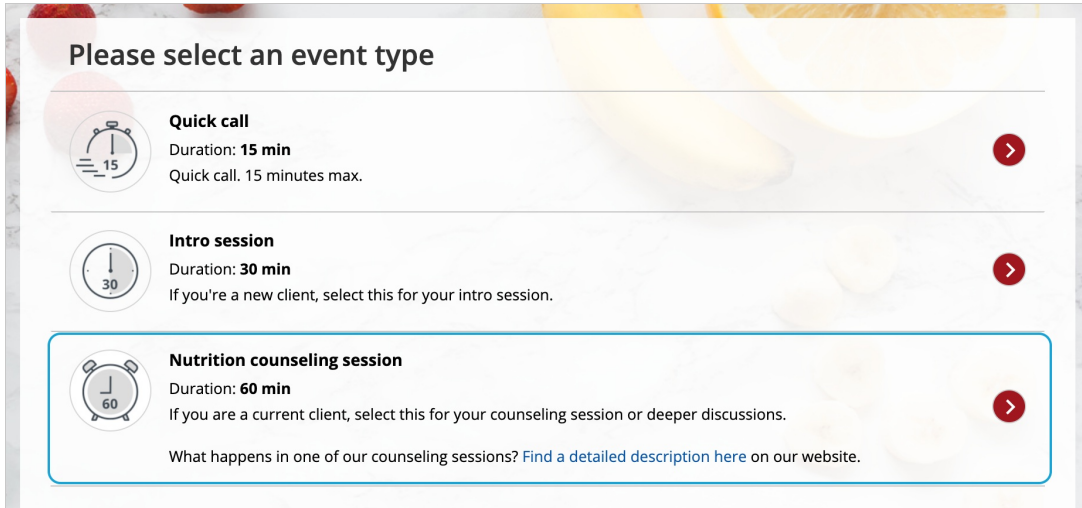 Please select an event type
15
Quick call
Duration: 15 min
Quick call. 15 minutes max.
30
Intro session
Duration: 30 min
If you're a new client, select this for your intro session.
60
Nutrition counseling session
Duration: 60 min
If you are a current client, select this for your counseling session or deeper discussions.
What happens in one of our counseling sessions? Find a detailed description here on our website.